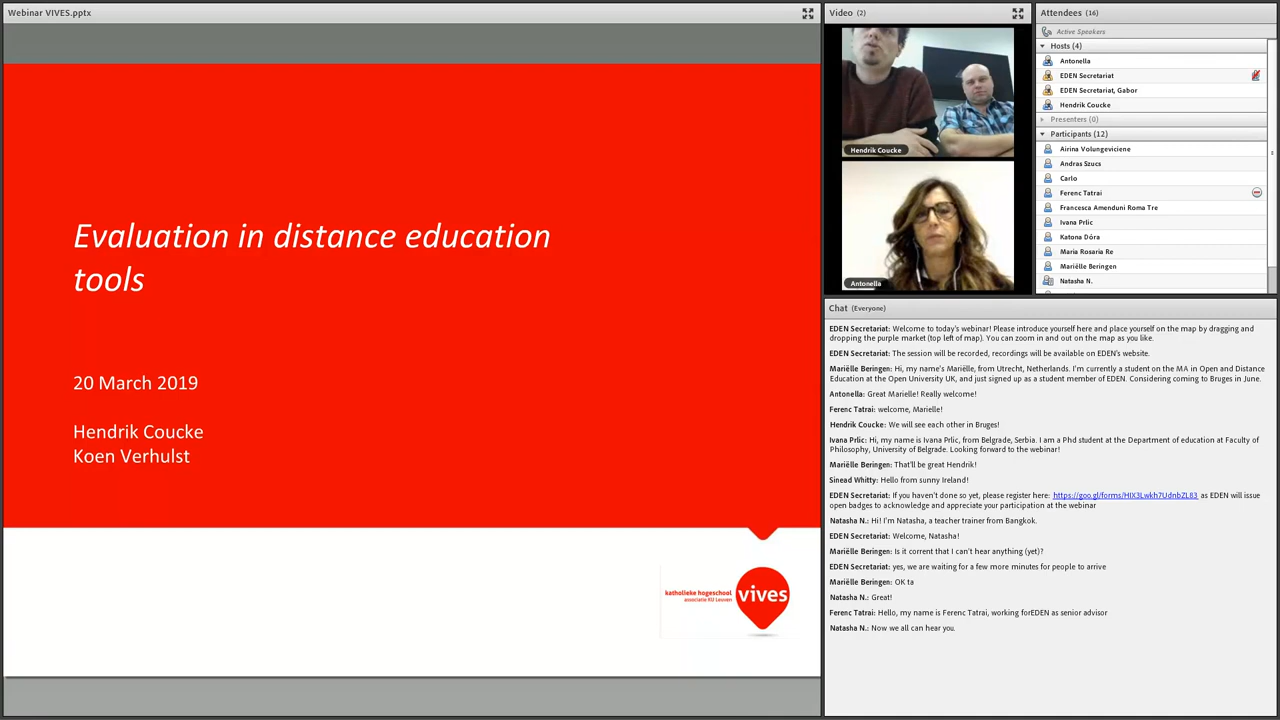 Webinar VIVES.pptx
Evaluation in distance education
tools
20 March 2019
Hendrik Coucke
Koen Verhulst
katholieke hogeschool
associatie KU Leuven
vives
Video (2)
Hendrik Coucke
Antonella
Attendees (16)
Active Speakers
Hosts (4)
Antonella
EDEN Secretariat
EDEN Secretariat, Gabor
Hendrik Coucke
Presenters (0)
Participants (12)
Airina Volungeviciene
Andras Szucs
Carlo
Ferenc Tatrai
Francesca Amenduni Roma Tre
Ivana Prlic
Katona Dóra
Maria Rosaria Re
Mariëlle Beringen
Natasha N.
Chat (Everyone)
EDEN Secretariat: Welcome to today's webinar! Please introduce yourself here and place yourself on the map by dragging and
dropping the purple market (top left of map). You can zoom in and out on the map as you like.
EDEN Secretariat: The session will be recorded, recordings will be available on EDEN's website.
Mariëlle Beringen: Hi, my name's Mariëlle, from Utrecht, Netherlands. I'm currently a student on the MA in Open and Distance
Education at the Open University UK, and just signed up as a student member of EDEN. Considering coming to Bruges in June.
Antonella: Great Marielle! Really welcome!
Ferenc Tatrai: welcome, Marielle!
Hendrik Coucke: We will see each other in Bruges!
Ivana Prlic: Hi, my name is Ivana Prlic, from Belgrade, Serbia. I am a Phd student at the Department of education at Faculty of
Philosophy, University of Belgrade. Looking forward to the webinar!
Mariëlle Beringen: That'll be great Hendrik!
Sinead Whitty: Hello from sunny Ireland!
EDEN Secretariat: If you haven't done so yet, please register here: https://goo.gl/forms/HIX3Lwkh7UdnbZL83 as EDEN will issue
open badges to acknowledge and appreciate your participation at the webinar
Natasha N.: Hi! I'm Natasha, a teacher trainer from Bangkok.
EDEN Secretariat: Welcome, Natasha!
Mariëlle Beringen: Is it corrent that I can't hear anything (yet)?
EDEN Secretariat: yes, we are waiting for a few more minutes for people to arrive
Mariëlle Beringen: OK ta
Natasha N.: Great!
Ferenc Tatrai: Hello, my name is Ferenc Tatrai, working forEDEN as senior advisor
Natasha N.: Now we all can hear you.